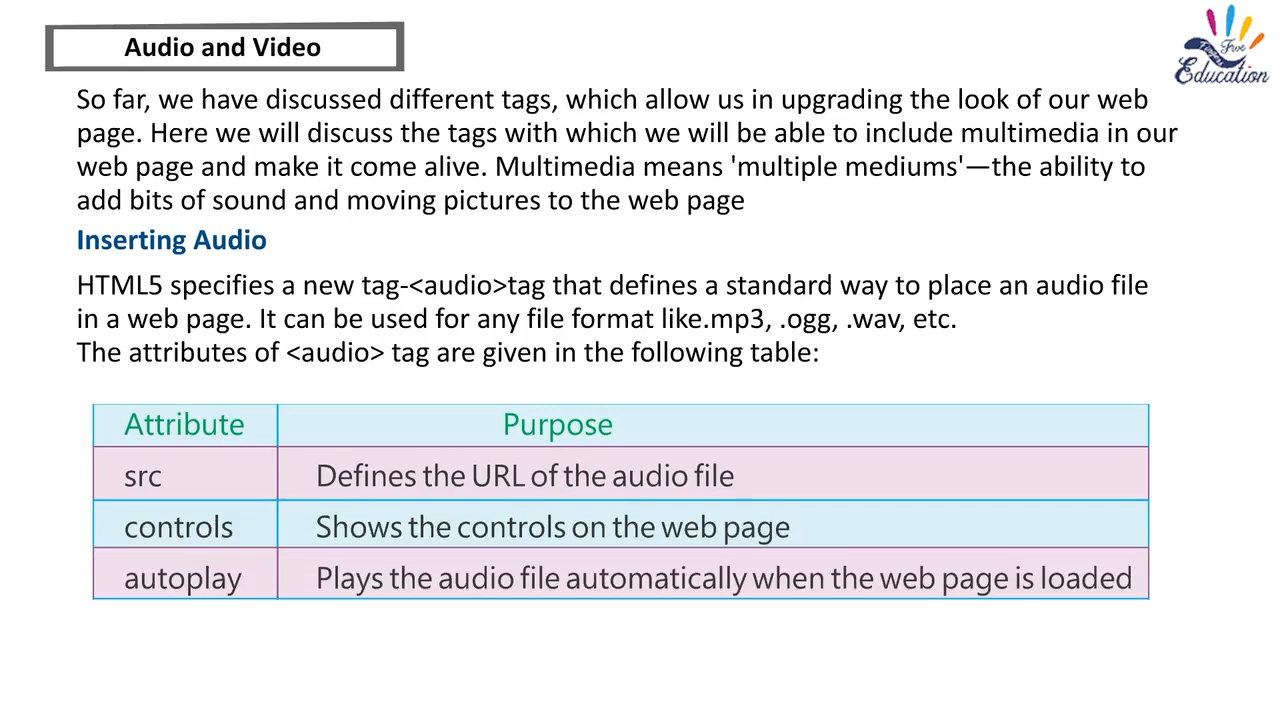 Audio and Video
Five
Fingers
Education
So far, we have discussed different tags, which allow us in upgrading the look of our web
page. Here we will discuss the tags with which we will be able to include multimedia in our
web page and make it come alive. Multimedia means 'multiple mediums'—the ability to
add bits of sound and moving pictures to the web page
Inserting Audio
HTML5 specifies a new tag-<audio>tag that defines a standard way to place an audio file
in a web page. It can be used for any file format like.mp3, .ogg, .wav, etc.
The attributes of <audio> tag are given in the following table:
Attribute Purpose
src Defines the URL of the audio file
controls Shows the controls on the web page
autoplay Plays the audio file automatically when the web page is loaded